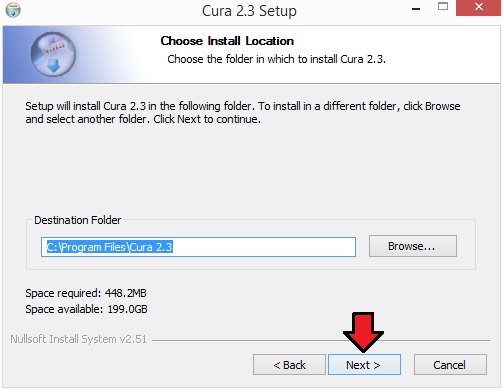 Cura 2.3 Setup
Choose Install Location
Choose the folder in which to install Cura 2.3.
Setup will install Cura 2.3 in the following folder. To install in a different folder, click Browse
and select another folder. Click Next to continue.
Destination Folder
C:\Program Files\Cura 2.3
Browse...
Space required: 448.2MB
Space available: 199.0GB
Nullsoft Install System v2.51
< Back
Next >
Cancel